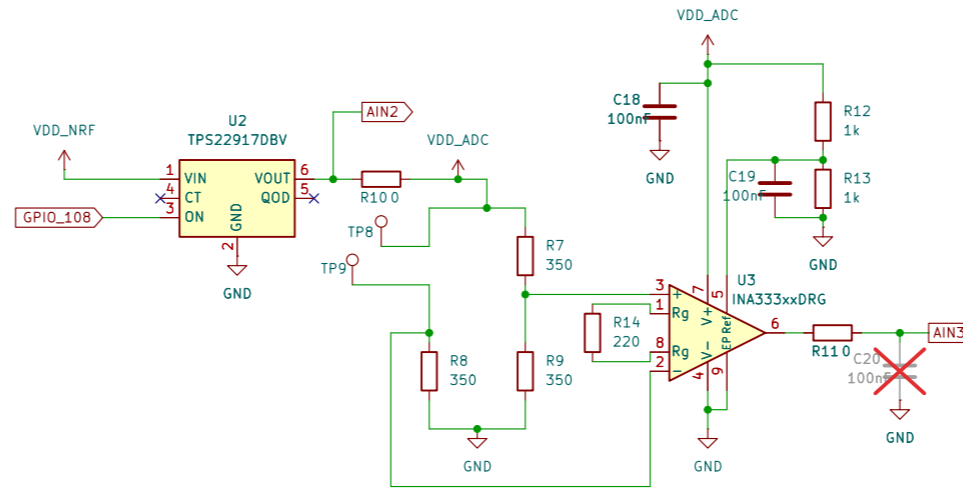 VDD_ADC
C18
100nF
R12
1k
U2
TPS22917DBV
VDD_NRF
AIN2
VDD_ADC
GND
1 VIN VOUT 6
4 CT QOD 5
3 ON
GPIO_108
GND
2
GND
R10 0
C19
100nF
R13
1k
GND
TP8
TP9
R7
350
U3
INA333xxDRG
7 5
3 +
1 Rg
V+ Ref
R14
220
8 Rg
2 -
V- EP
4 9
6
R11 0
AIN3
C20
100nF
R8
350
R9
350
GND
GND
GND